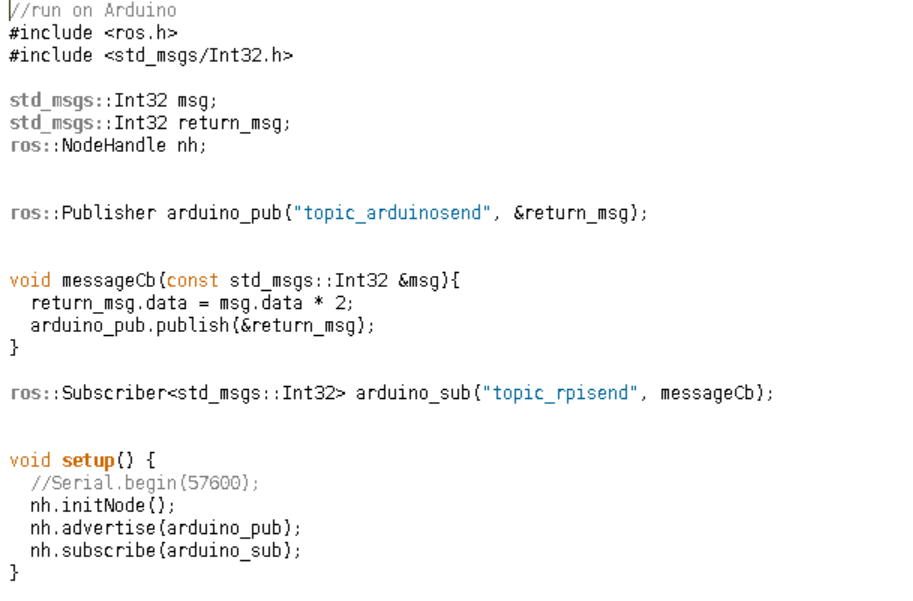 //run on Arduino
#include <ros.h>
#include <std_msgs/Int32.h>
std_msgs::Int32 msg;
std_msgs::Int32 return_msg;
ros::NodeHandle nh;
ros::Publisher arduino_pub("topic_arduinosend", &return_msg);
void messageCb(const std_msgs::Int32 &msg){
  return_msg.data = msg.data * 2;
  arduino_pub.publish(&return_msg);
}
ros::Subscriber<std_msgs::Int32> arduino_sub("topic_rpisend", messageCb);
void setup() {
  //Serial.begin(57600);
  nh.initNode();
  nh.advertise(arduino_pub);
  nh.subscribe(arduino_sub);
}